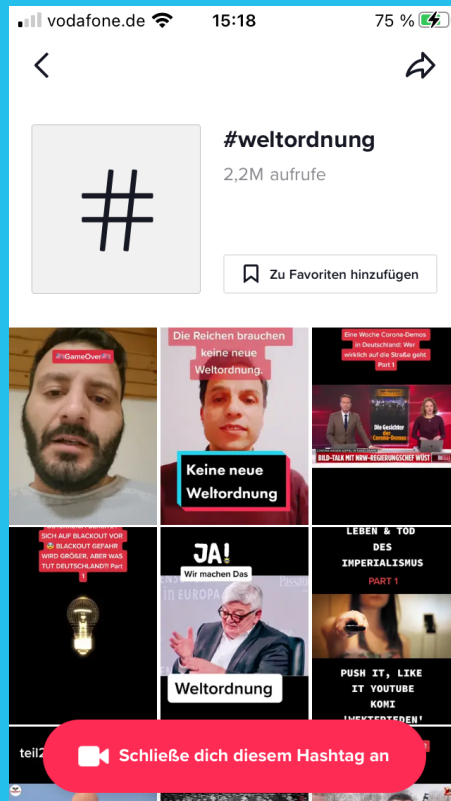 vodafone.de
15:18
75 %
#weltordnung
2,2M aufrufe
Zu Favoriten hinzufügen
GameOver
Die Reichen brauchen
keine neue
Weltordnung.
Keine neue
Weltordnung
Eine Woche Corona-Demos
in Deutschland: Wer
wirklich auf die Straße geht
Part 1
Die Gesichter
der
Corona-Demos
BILD-TALK MIT NRW-REGIERUNGSCHEF WÜST
SICH AUF BLACKOUT VOR
BLACKOUT GEFAHR
WIRD GRÖßER, ABER WAS
TUT DEUTSCHLAND?! Part
1
JA!
Wir machen Das
IN EUROPA
Weltordnung
LEBEN & TOD
DES
IMPERIALISMUS
PART 1
PUSH IT, LIKE
IT YOUTUBE
KOMI
'WEKTFRIEDEN'
teil2
Schließe dich diesem Hashtag an